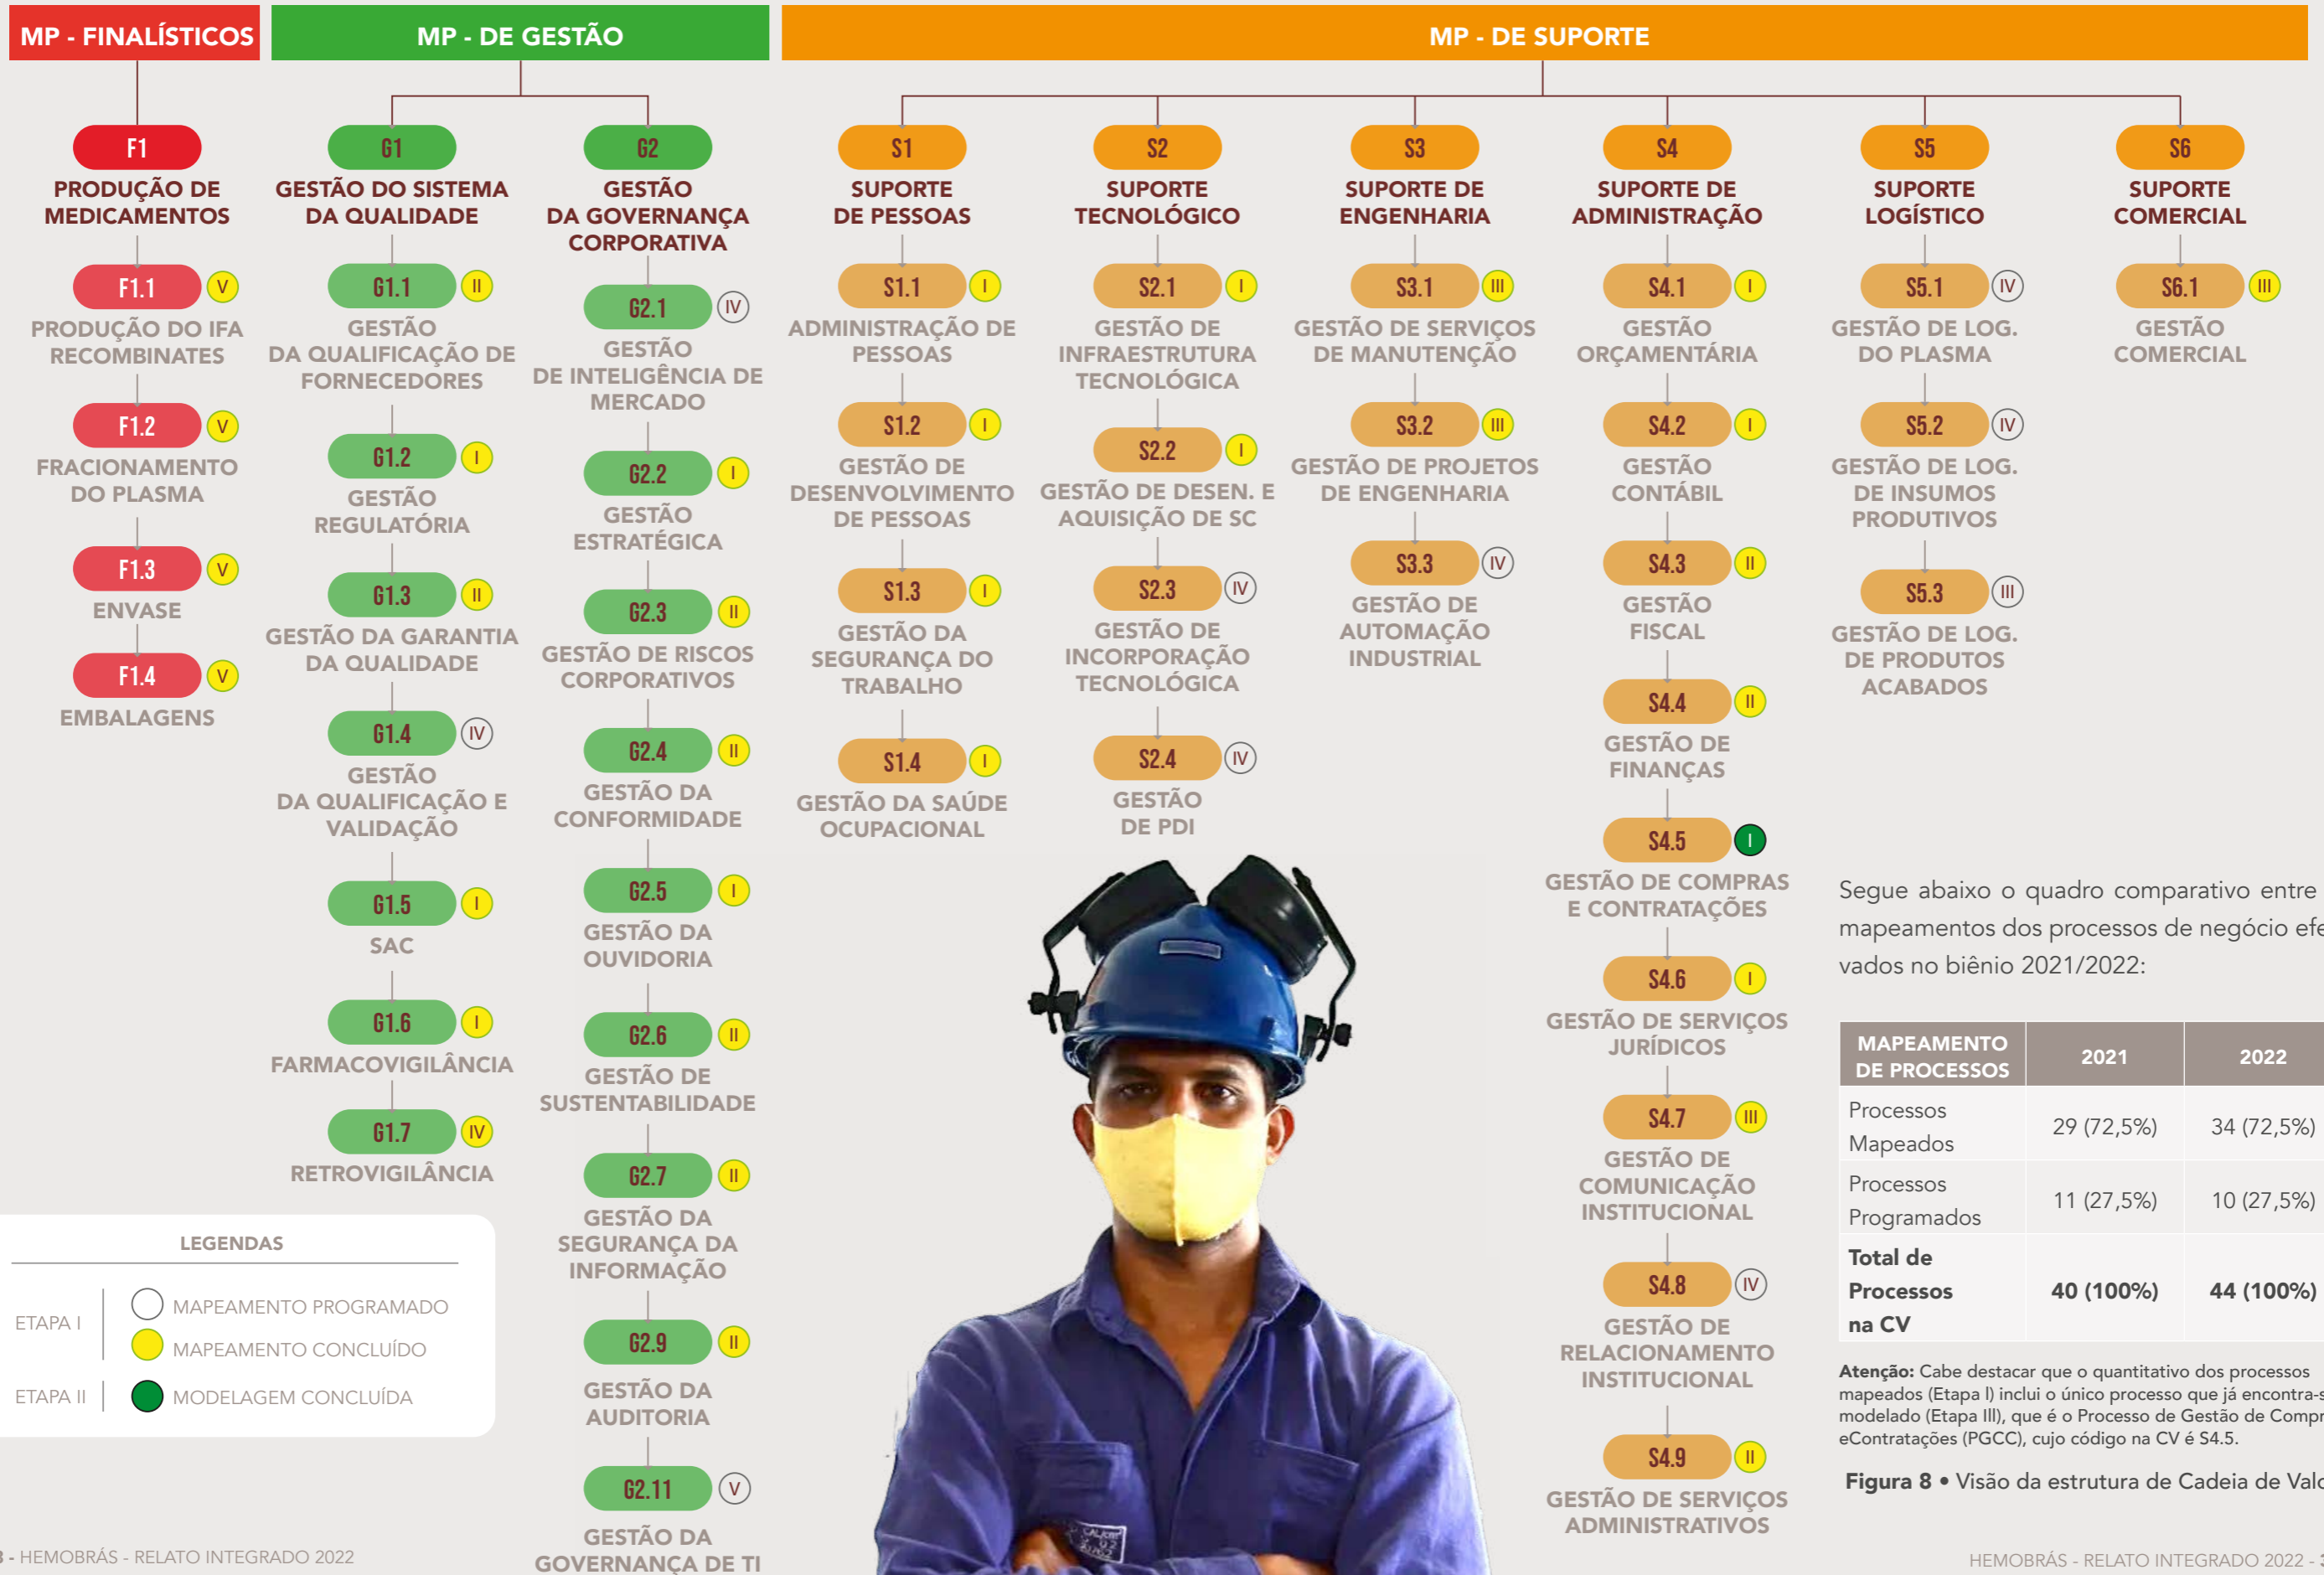 MP - FINALÍSTICOS
MP - DE GESTÃO
MP - DE SUPORTE
F1
PRODUÇÃO DE
MEDICAMENTOS
F1.1
V
PRODUÇÃO DO IFA
RECOMBINATES
F1.2
V
FRACIONAMENTO
DO PLASMA
F1.3
V
ENVASE
F1.4
V
EMBALAGENS
G1
GESTÃO DO SISTEMA
DA QUALIDADE
G1.1
II
GESTÃO
DA QUALIFICAÇÃO DE
FORNECEDORES
G1.2
I
GESTÃO
REGULATÓRIA
G1.3
II
GESTÃO DA GARANTIA
DA QUALIDADE
G1.4
IV
GESTÃO
DA QUALIFICAÇÃO E
VALIDAÇÃO
G1.5
I
SAC
G1.6
I
FARMACOVIGILÂNCIA
G1.7
IV
RETROVIGILÂNCIA
G2
GESTÃO
DA GOVERNANÇA
CORPORATIVA
G2.1
IV
GESTÃO
DE INTELIGÊNCIA DE
MERCADO
G2.2
I
GESTÃO
ESTRATÉGICA
G2.3
II
GESTÃO DE RISCOS
CORPORATIVOS
G2.4
II
GESTÃO DA
CONFORMIDADE
G2.5
I
GESTÃO DA
OUVIDORIA
G2.6
II
GESTÃO DE
SUSTENTABILIDADE
G2.7
II
GESTÃO DA
SEGURANÇA DA
INFORMAÇÃO
G2.9
II
GESTÃO DA
AUDITORIA
G2.11
V
GESTÃO DA
GOVERNANÇA DE TI
S1
SUPORTE
DE PESSOAS
S1.1
I
ADMINISTRAÇÃO DE
PESSOAS
S1.2
I
GESTÃO DE
DESENVOLVIMENTO
DE PESSOAS
S1.3
I
GESTÃO DA
SEGURANÇA DO
TRABALHO
S1.4
I
GESTÃO DA SAÚDE
OCUPACIONAL
S2
SUPORTE
TECNOLÓGICO
S2.1
I
GESTÃO DE
INFRAESTRUTURA
TECNOLÓGICA
S2.2
I
GESTÃO DE DESEN. E
AQUISIÇÃO DE SC
S2.3
IV
GESTÃO DE
INCORPORAÇÃO
TECNOLÓGICA
S2.4
IV
GESTÃO
DE PDI
S3
SUPORTE DE
ENGENHARIA
S3.1
III
GESTÃO DE SERVIÇOS
DE MANUTENÇÃO
S3.2
III
GESTÃO DE PROJETOS
DE ENGENHARIA
S3.3
IV
GESTÃO DE
AUTOMAÇÃO
INDUSTRIAL
S4
SUPORTE DE
ADMINISTRAÇÃO
S4.1
I
GESTÃO
ORÇAMENTÁRIA
S4.2
I
GESTÃO
CONTÁBIL
S4.3
II
GESTÃO
FISCAL
S4.4
II
GESTÃO DE
FINANÇAS
S4.5
I
GESTÃO DE COMPRAS
E CONTRATAÇÕES
S4.6
I
GESTÃO DE SERVIÇOS
JURÍDICOS
S4.7
III
GESTÃO DE
COMUNICAÇÃO
INSTITUCIONAL
S4.8
IV
GESTÃO DE
RELACIONAMENTO
INSTITUCIONAL
S4.9
II
GESTÃO DE SERVIÇOS
ADMINISTRATIVOS
S5
SUPORTE
LOGÍSTICO
S5.1
IV
GESTÃO DE LOG.
DO PLASMA
S5.2
IV
GESTÃO DE LOG.
DE INSUMOS
PRODUTIVOS
S5.3
III
GESTÃO DE LOG.
DE PRODUTOS
ACABADOS
S6
SUPORTE
COMERCIAL
S6.1
III
GESTÃO
COMERCIAL
LEGENDAS
ETAPA I
MAPEAMENTO PROGRAMADO
MAPEAMENTO CONCLUÍDO
ETAPA II
MODELAGEM CONCLUÍDA
Segue abaixo o quadro comparativo entre
mapeamentos dos processos de negócio efe
vados no biênio 2021/2022:
MAPEAMENTO
DE PROCESSOS
2021
2022
Processos
Mapeados
29 (72,5%)
34 (72,5%)
Processos
Programados
11 (27,5%)
10 (27,5%)
Total de
Processos
na CV
40 (100%)
44 (100%)
Atenção: Cabe destacar que o quantitativo dos processos
mapeados (Etapa I) inclui o único processo que já encontra-s
modelado (Etapa III), que é o Processo de Gestão de Compr
eContratações (PGCC), cujo código na CV é S4.5.
Figura 8 • Visão da estrutura de Cadeia de Valo
- HEMOBRÁS - RELATO INTEGRADO 2022
HEMOBRÁS - RELATO INTEGRADO 2022 - 3